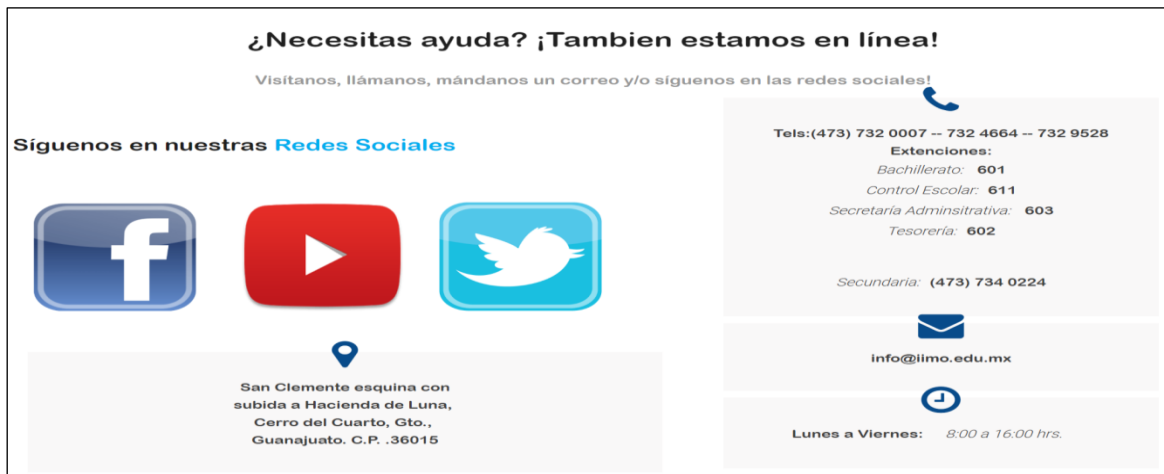 ¿Necesitas ayuda? ¡Tambien estamos en línea!
Visítanos, llámanos, mándanos un correo y/o síguenos en las redes sociales!
Síguenos en nuestras Redes Sociales
San Clemente esquina con
subida a Hacienda de Luna,
Cerro del Cuarto, Gto.,
Guanajuato. C.P. .36015
Tels:(473) 732 0007 -- 732 4664 -- 732 9528
Extenciones:
Bachillerato: 601
Control Escolar: 611
Secretaría Adminsitrativa: 603
Tesorería: 602
Secundaria: (473) 734 0224
info@iimo.edu.mx
Lunes a Viernes: 8:00 a 16:00 hrs.